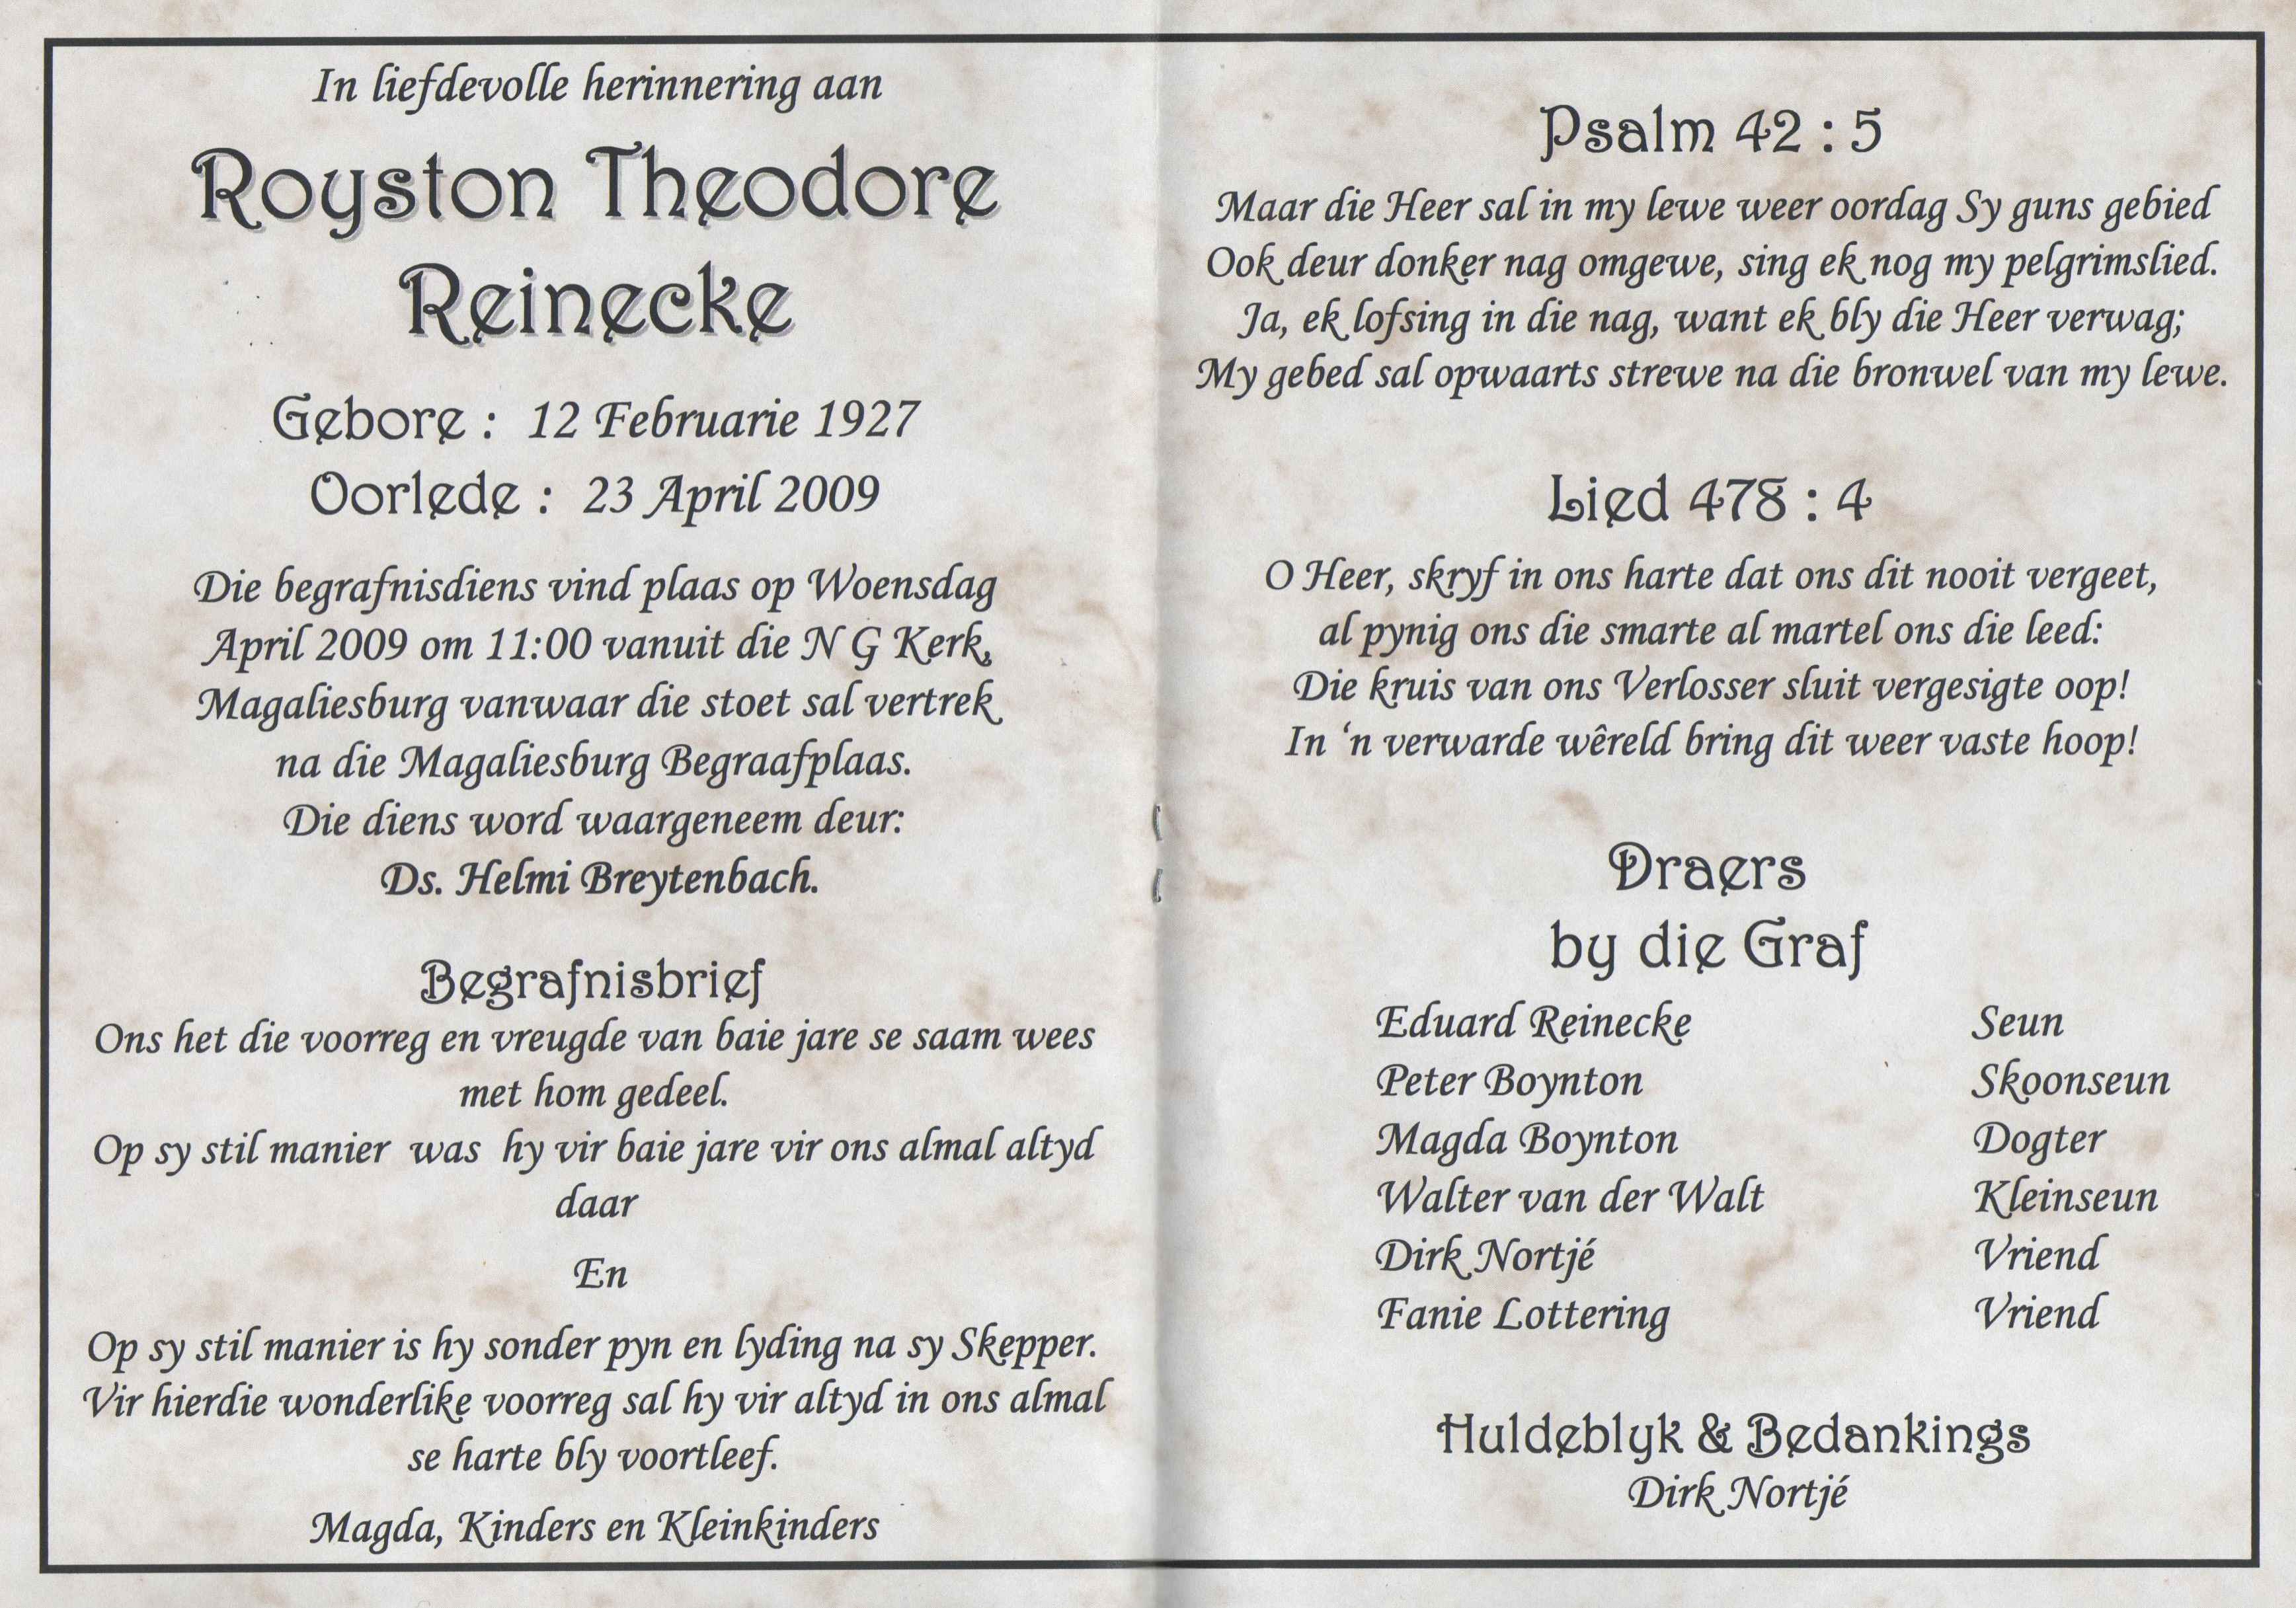 In liefdevolle herinnering aan
Royston Theodore
Reinecke
Gebore : 12 Februarie 1927
Oorlede : 23 April 2009
Die begrafnisdiens vind plaas op Woensdag
April 2009 om 11:00 vanuit die N G Kerk,
Magaliesburg vanwaar die stoet sal vertrek
na die Magaliesburg Begraafplaas.
Die diens word waargeneem deur:
Ds. Helmi Breytenbach.
Begrafnisbrief
Ons het die voorreg en vreugde van baie jare se saam wees
met hom gedeel.
Op sy stil manier was hy vir baie jare vir ons almal altyd
daar
En
Op sy stil manier is hy sonder pyn en lyding na sy Skepper.
Vir hierdie wonderlike voorreg sal hy vir altyd in ons almal
se harte bly voortleef.
Magda, Kinders en Kleinkinders
Psalm 42 : 5
Maar die Heer sal in my lewe weer oordag Sy guns gebied
Ook deur donker nag omgewe, sing ek nog my pelgrimslied.
Ja, ek lofsing in die nag, want ek bly die Heer verwag;
My gebed sal opwaarts strewe na die bronwel van my lewe.
Lied 478 : 4
O Heer, skryf in ons harte dat ons dit nooit vergeet,
al pynig ons die smarte al martel ons die leed:
Die kruis van ons Verlosser sluit vergesigte oop!
In ‘n verwarde wêreld bring dit weer vaste hoop!
Draers
by die Graf
Eduard Reinecke Seun
Peter Boynton Skoonseun
Magda Boynton Dogter
Walter van der Walt Kleinseun
Dirk Nortjé Vriend
Fanie Lottering Vriend
Huldeblyk & Bedankings
Dirk Nortjé